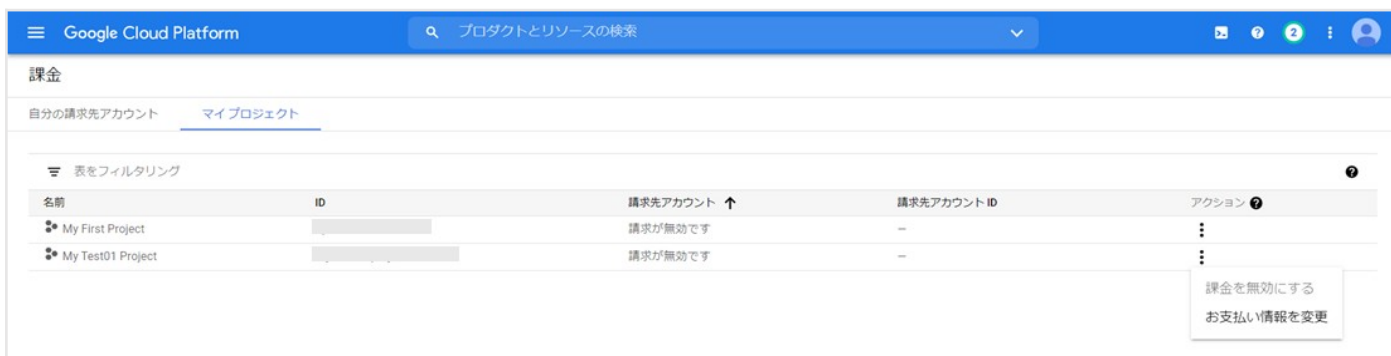 Google Cloud Platform プロダクトとリソースの検索 2
課金
自分の請求先アカウント マイ プロジェクト
表をフィルタリング
名前 ID 請求先アカウント 請求先アカウント ID アクション
My First Project 請求が無効です –
My Test01 Project 請求が無効です –
課金を無効にする
お支払い情報を変更